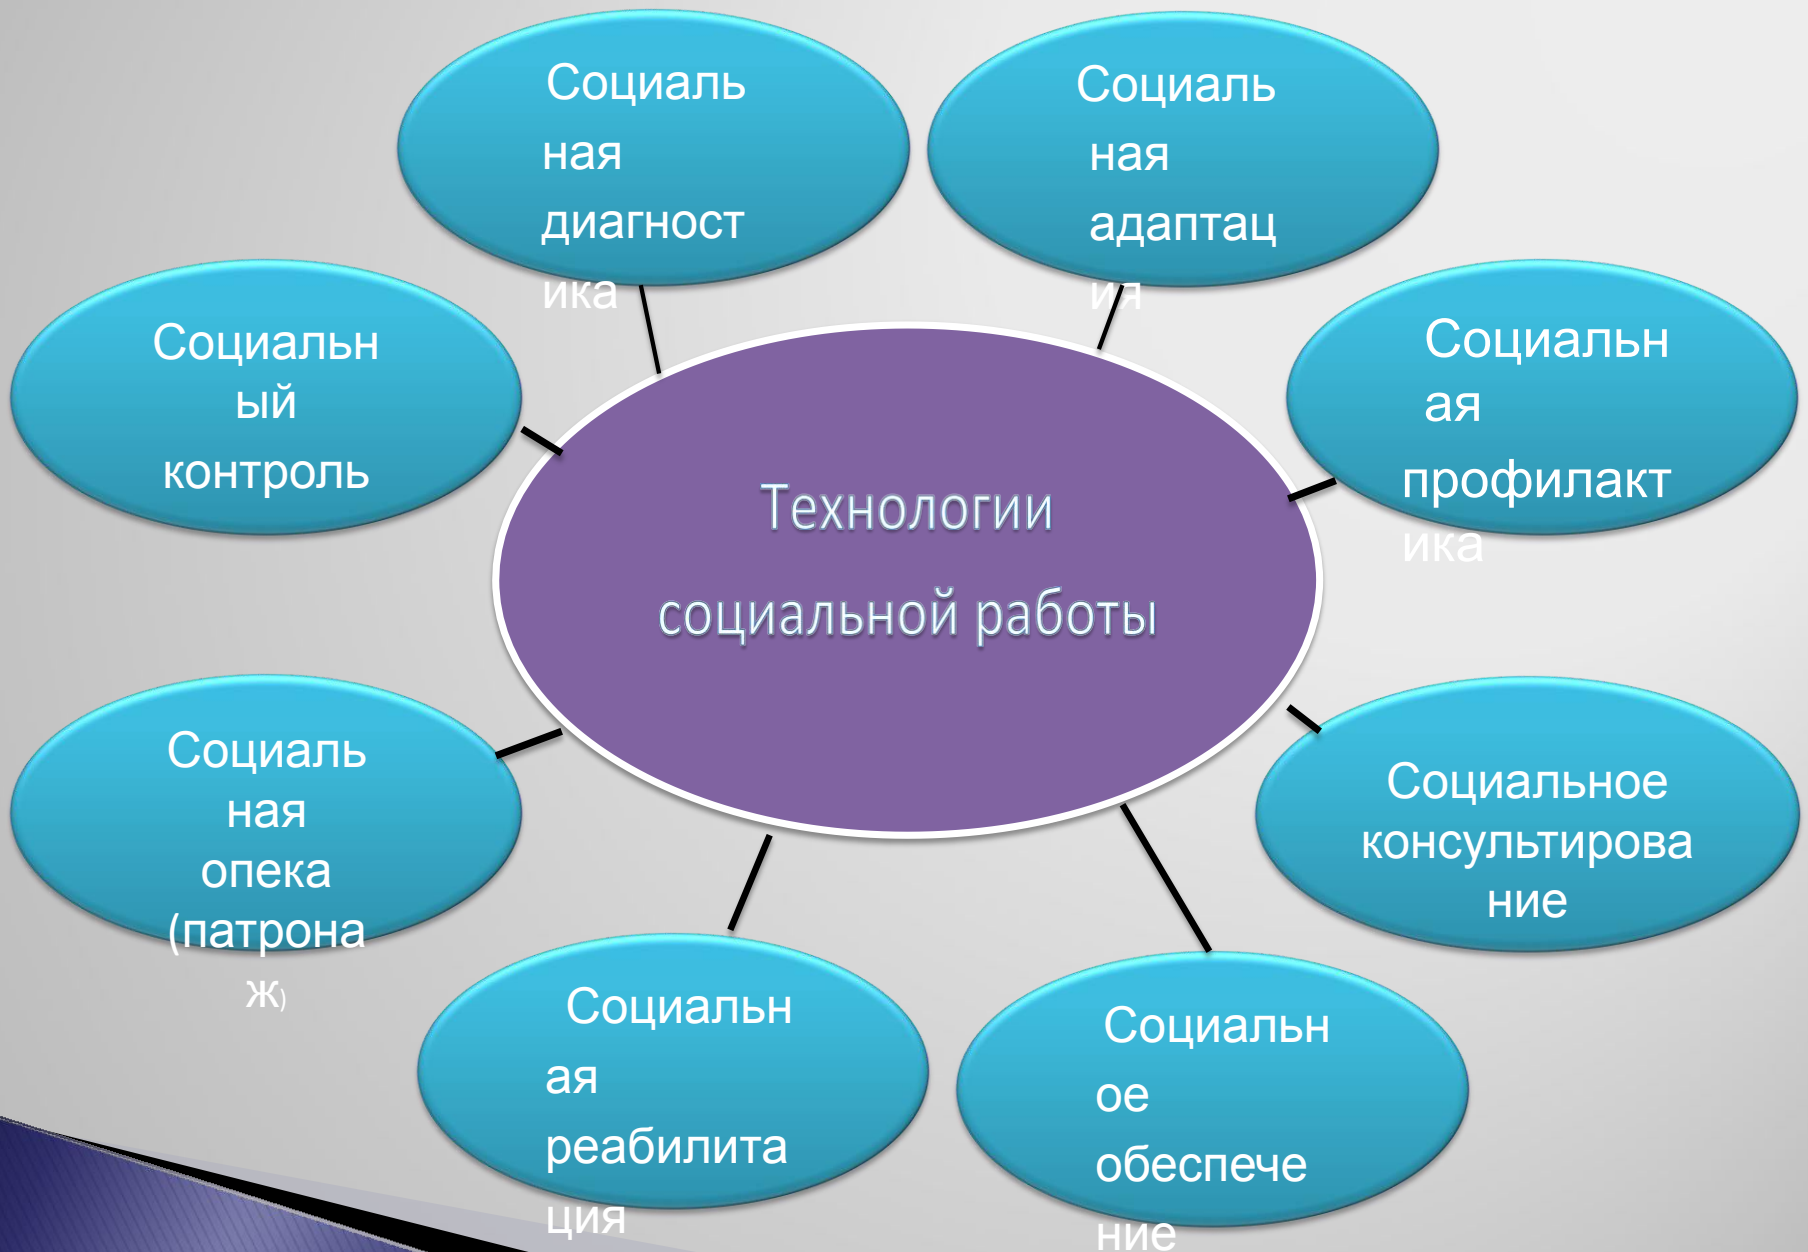 Социаль
ная
диагност
ика
Социаль
ная
адаптац
ия
Социальн
ый
контроль
Социальн
ая
профилакт
ика
Технологии
социальной работы
Социаль
ная
опека
(патрона
ж)
Социальное
консультирова
ние
Социальн
ая
реабилита
ция
Социальн
ое
обеспече
ние